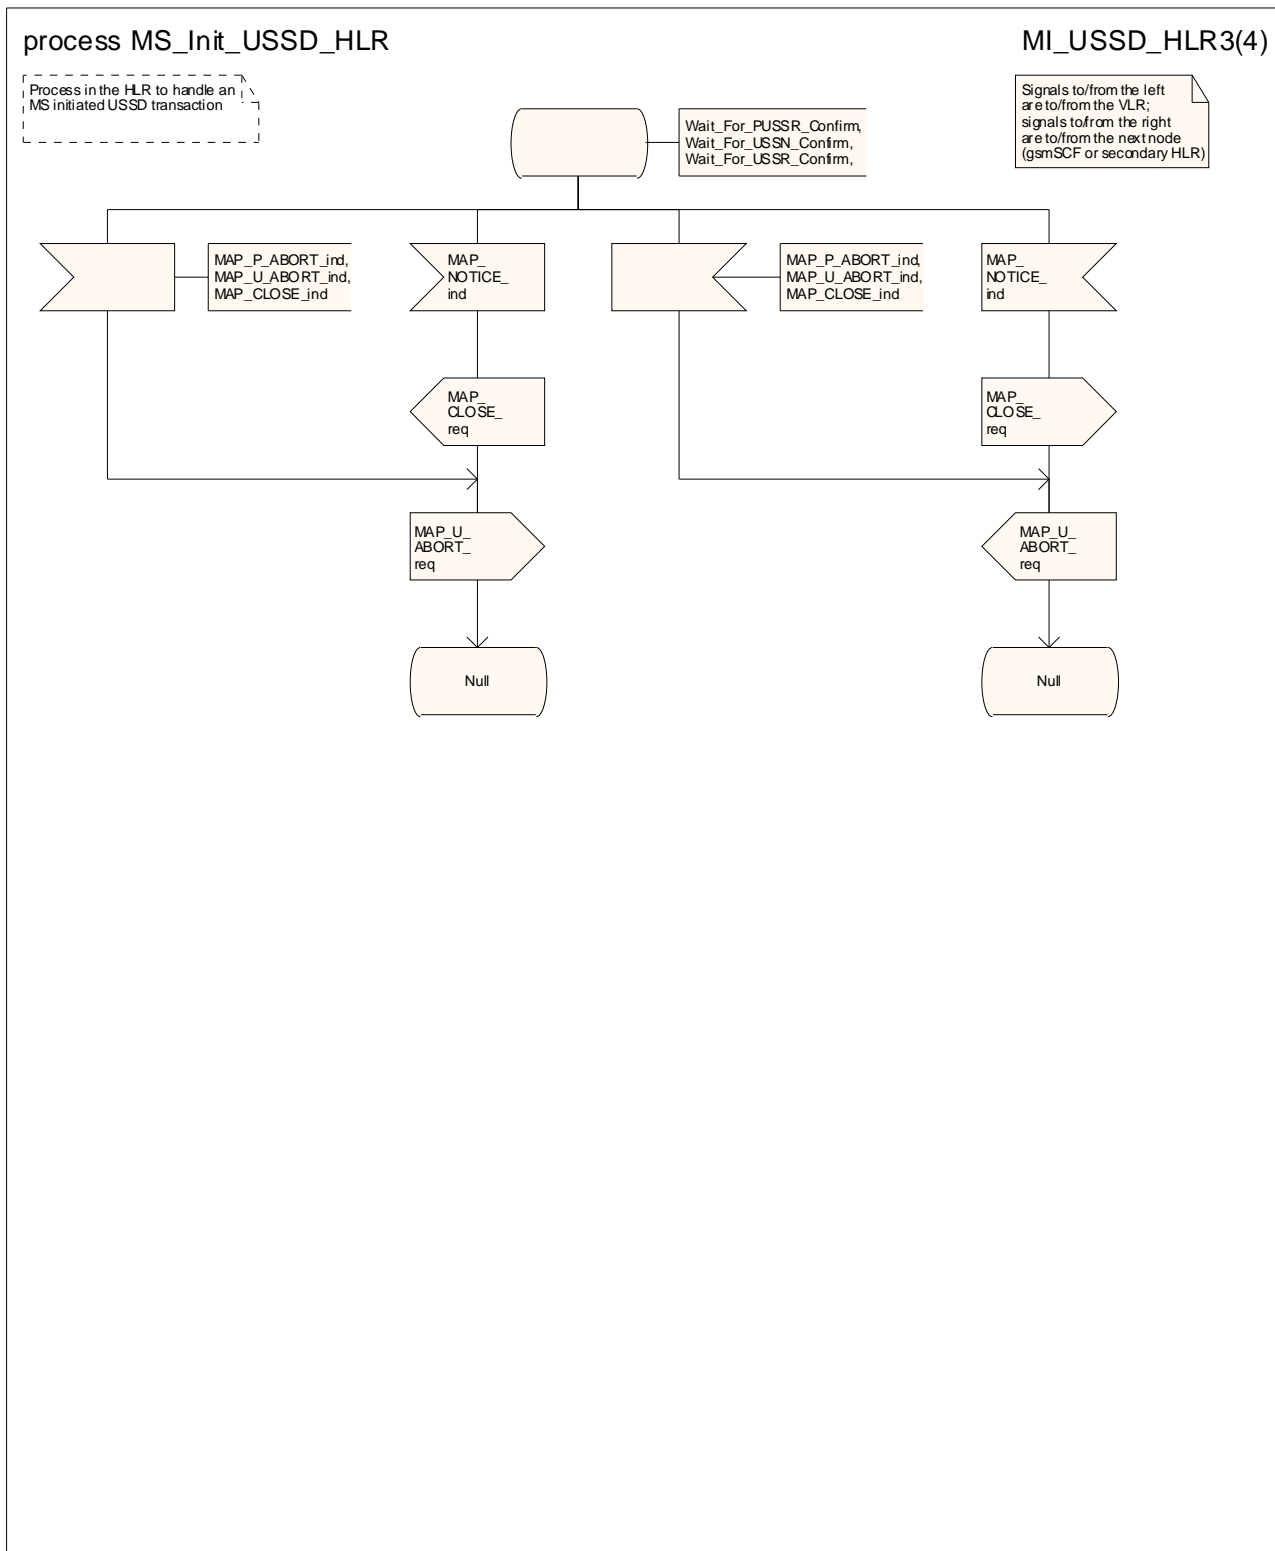 process MS_Init_USSD_HLR
MI_USSD_HLR3(4)
Process in the HLR to handle an
MS initiated USSD transaction
Signals to/from the left
are to/from the VLR;
signals to/from the right
are to/from the next node
(gsmSCF or secondary HLR)
Wait_For_PUSSR_Confirm,
Wait_For_USSN_Confirm,
Wait_For_USSR_Confirm,
MAP_P_ABORT_ind,
MAP_U_ABORT_ind,
MAP_CLOSE_ind
MAP_
NOTICE_
ind
MAP_P_ABORT_ind,
MAP_U_ABORT_ind,
MAP_CLOSE_ind
MAP_
NOTICE_
ind
MAP_
CLOSE_
req
MAP_
CLOSE_
req
MAP_U_
ABORT_
req
MAP_U_
ABORT_
req
Null
Null